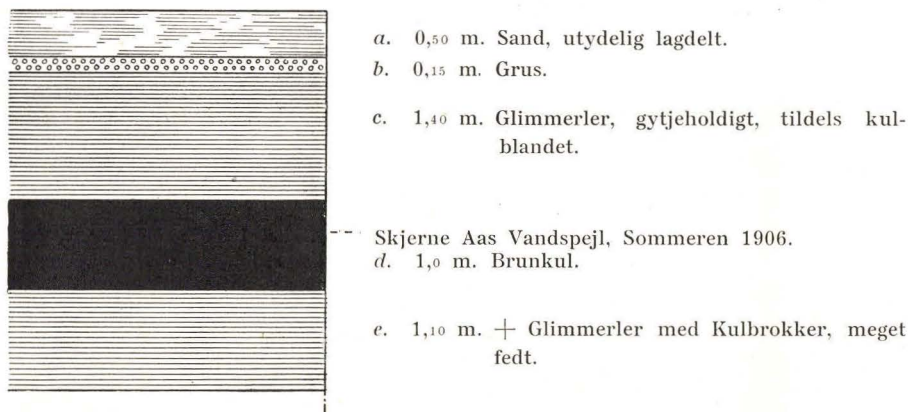 a. 0,50 m. Sand, utydelig lagdelt.
b. 0,15 m. Grus.
c. 1,40 m. Glimmerler, gytjeholdigt, tildels kul-
blandet.
Skjerne Aas Vandspejl, Sommeren 1906.
d. 1,0 m. Brunkul.
e. 1,10 m. + Glimmerler med Kulbrokker, meget
fedt.